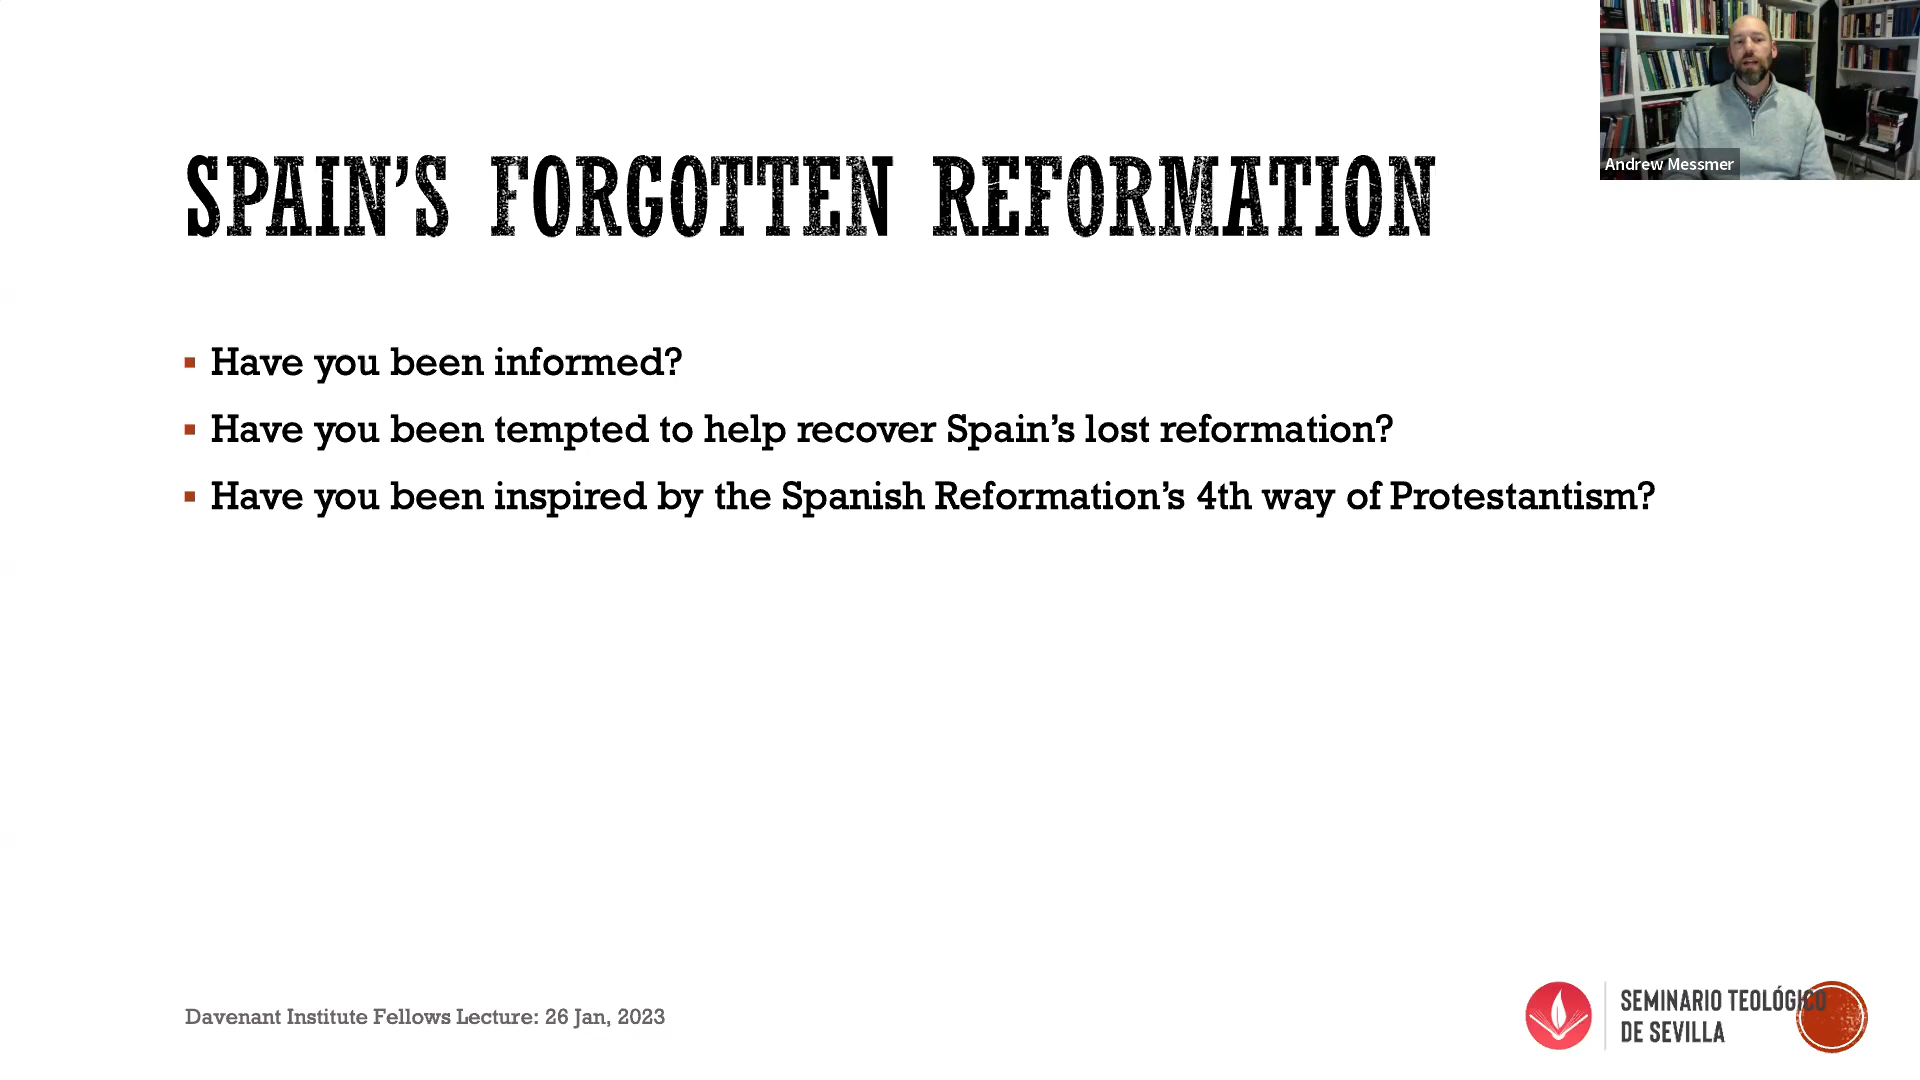 SPAIN’S FORGOTTEN REFORMATION
Andrew Messmer
▪ Have you been informed?
▪ Have you been tempted to help recover Spain’s lost reformation?
▪ Have you been inspired by the Spanish Reformation’s 4th way of Protestantism?
Davenant Institute Fellows Lecture: 26 Jan, 2023
SEMINARIO TEOLÓGICO
DE SEVILLA